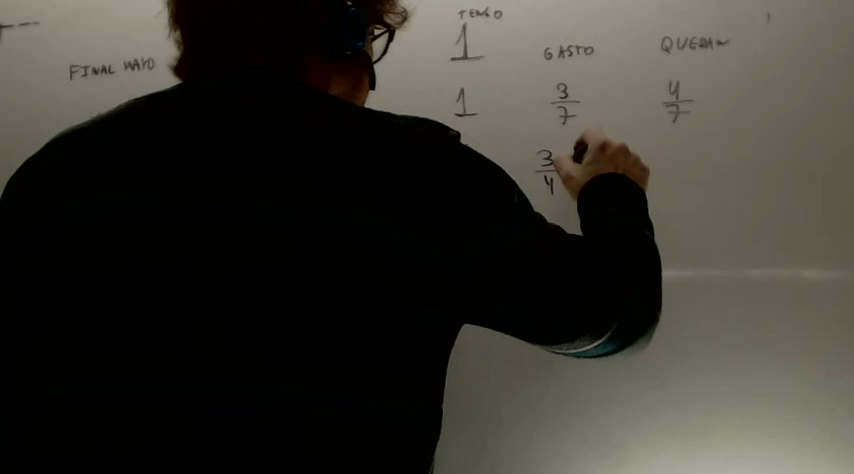 TENGO
1
GASTO
QUEDAN
FINAL MAYO
1
3/7
4/7
3/4